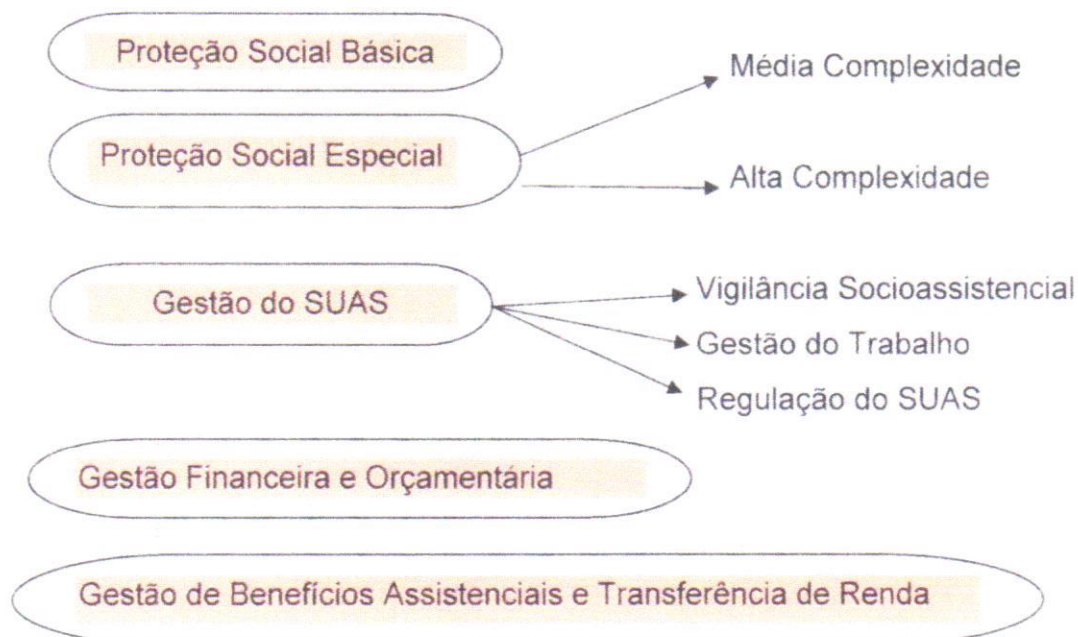 Proteção Social Básica
Média Complexidade
Proteção Social Especial
Alta Complexidade
Gestão do SUAS
Vigilância Socioassistencial
Gestão do Trabalho
Regulação do SUAS
Gestão Financeira e Orçamentária
Gestão de Benefícios Assistenciais e Transferência de Renda